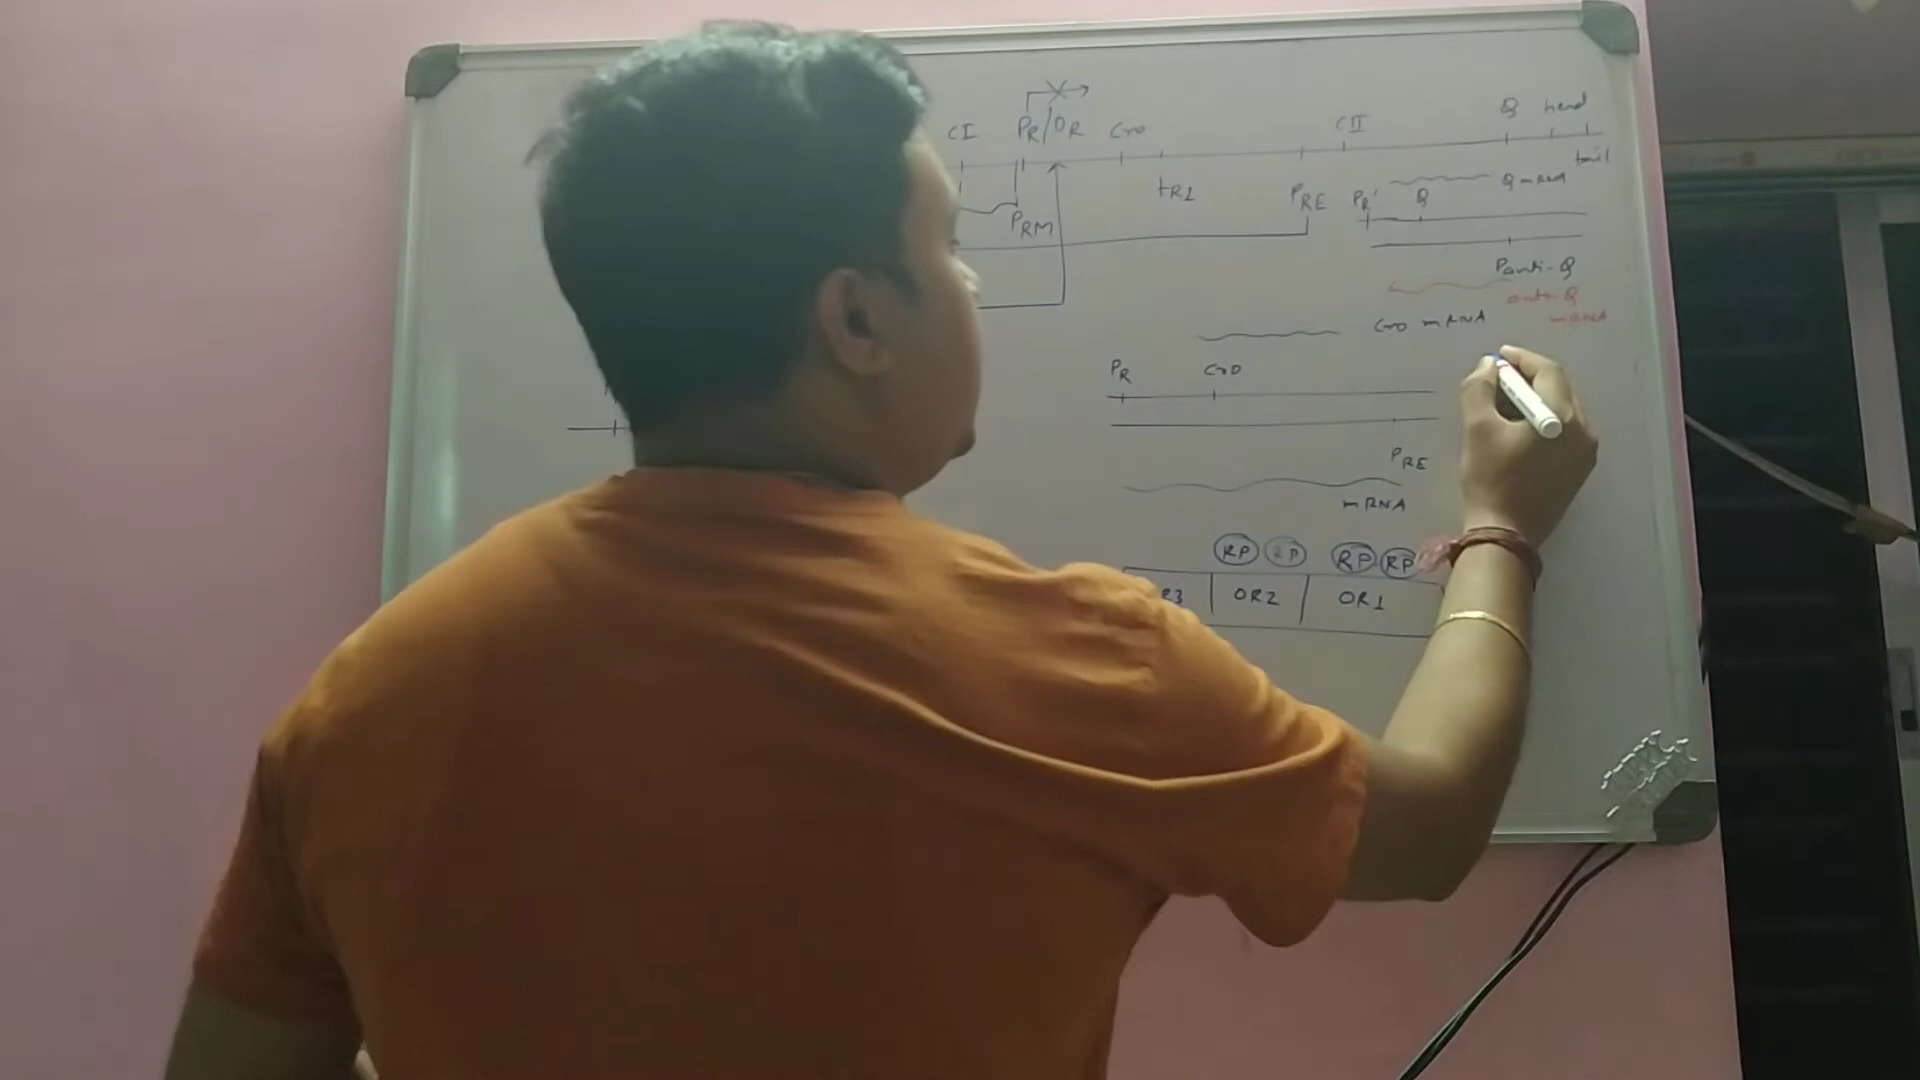 CI PR/OR Cro CII Q head
tail
tR1 PRE PR' Q Q mRNA
PRM
Panti-Q
anti-Q
mRNA
Cro mRNA
PR Cro
PRE
mRNA
RP RP RP RP
R3 OR2 OR1